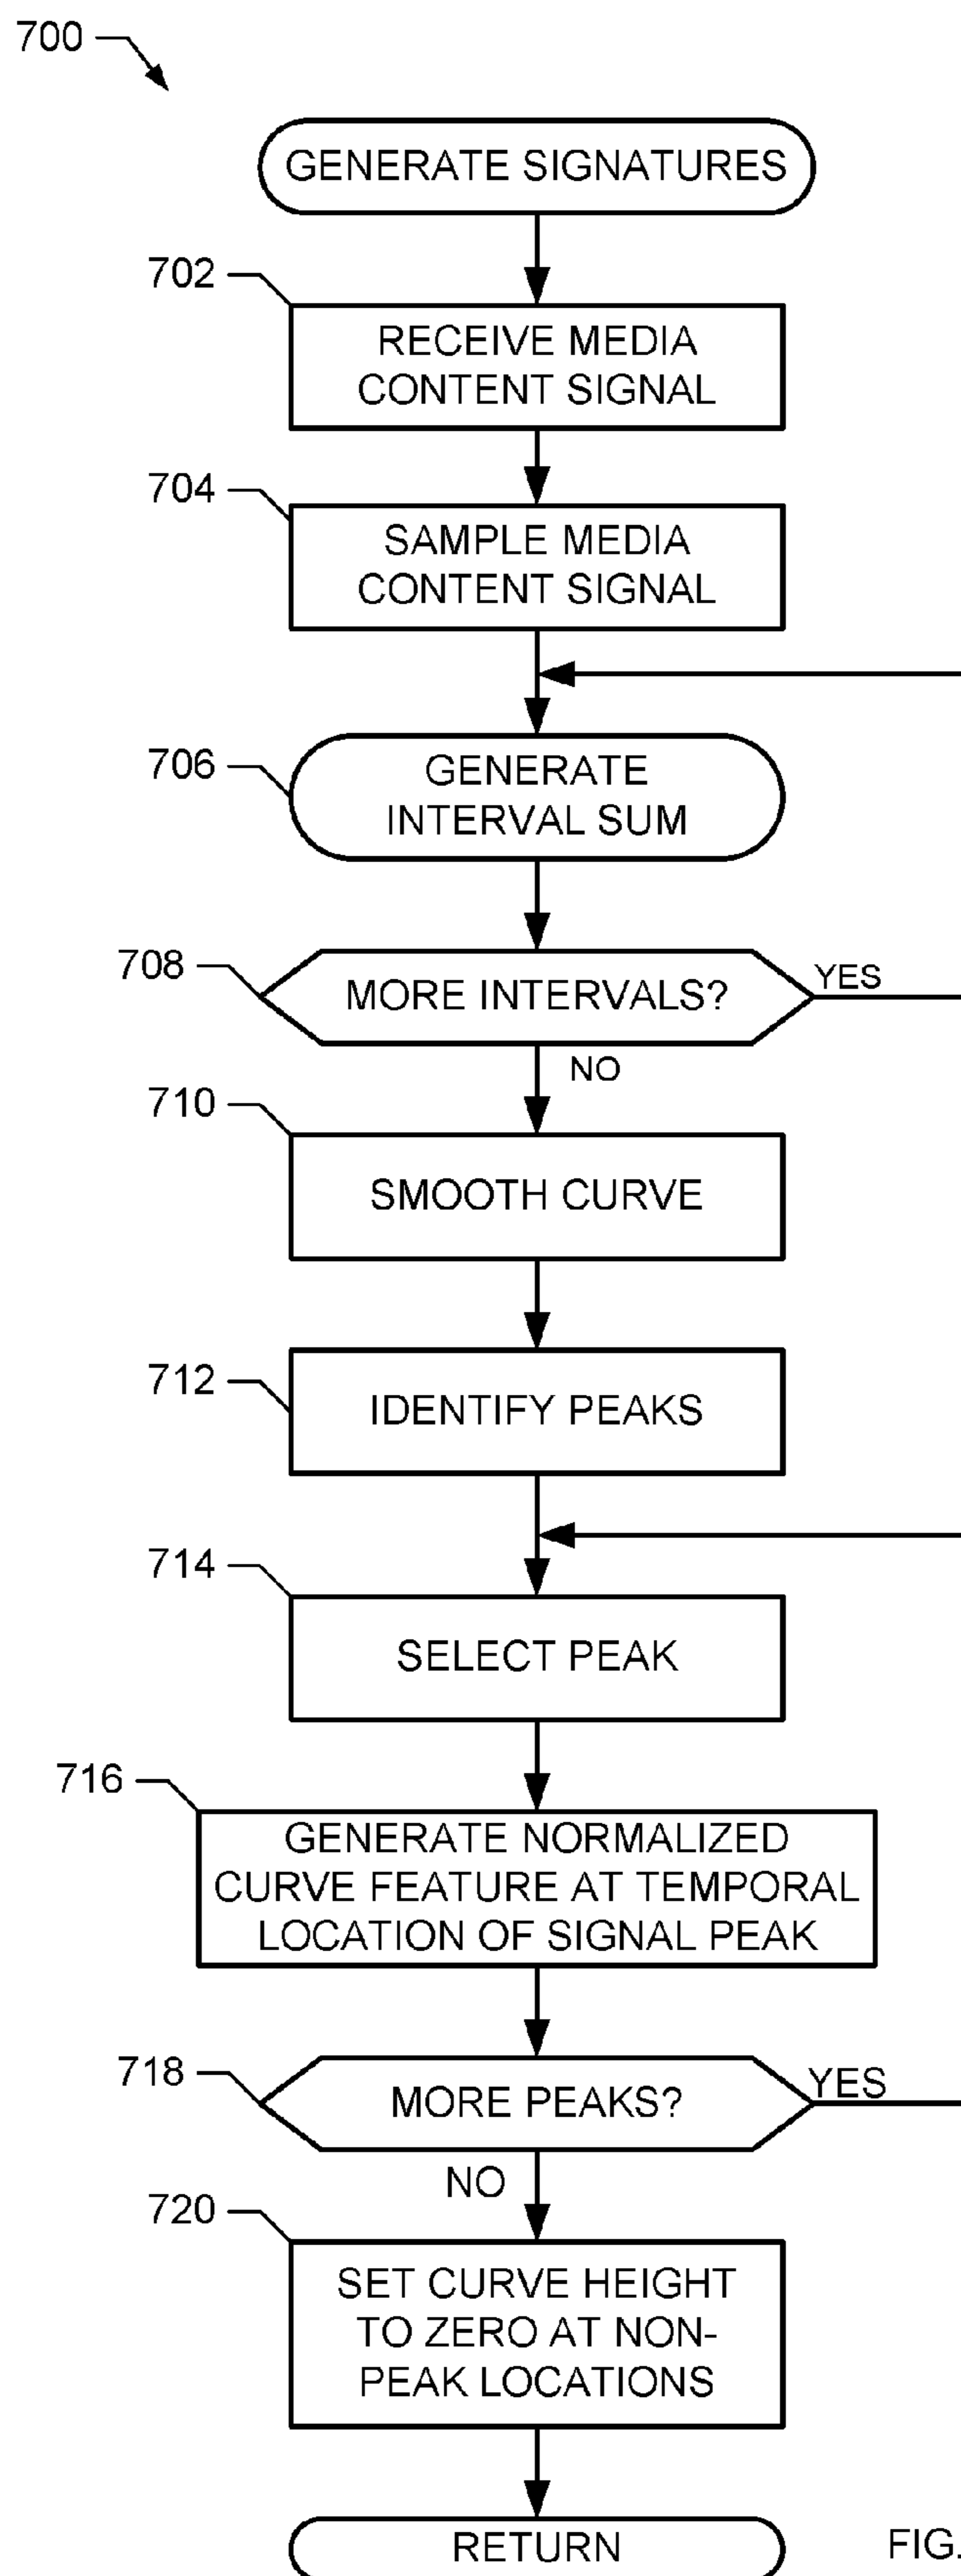 700
GENERATE SIGNATURES
702
RECEIVE MEDIA
CONTENT SIGNAL
704
SAMPLE MEDIA
CONTENT SIGNAL
706
GENERATE
INTERVAL SUM
708
MORE INTERVALS?
YES
NO
710
SMOOTH CURVE
712
IDENTIFY PEAKS
714
SELECT PEAK
716
GENERATE NORMALIZED
CURVE FEATURE AT TEMPORAL
LOCATION OF SIGNAL PEAK
718
MORE PEAKS?
YES
NO
720
SET CURVE HEIGHT
TO ZERO AT NON-
PEAK LOCATIONS
RETURN
FIG.